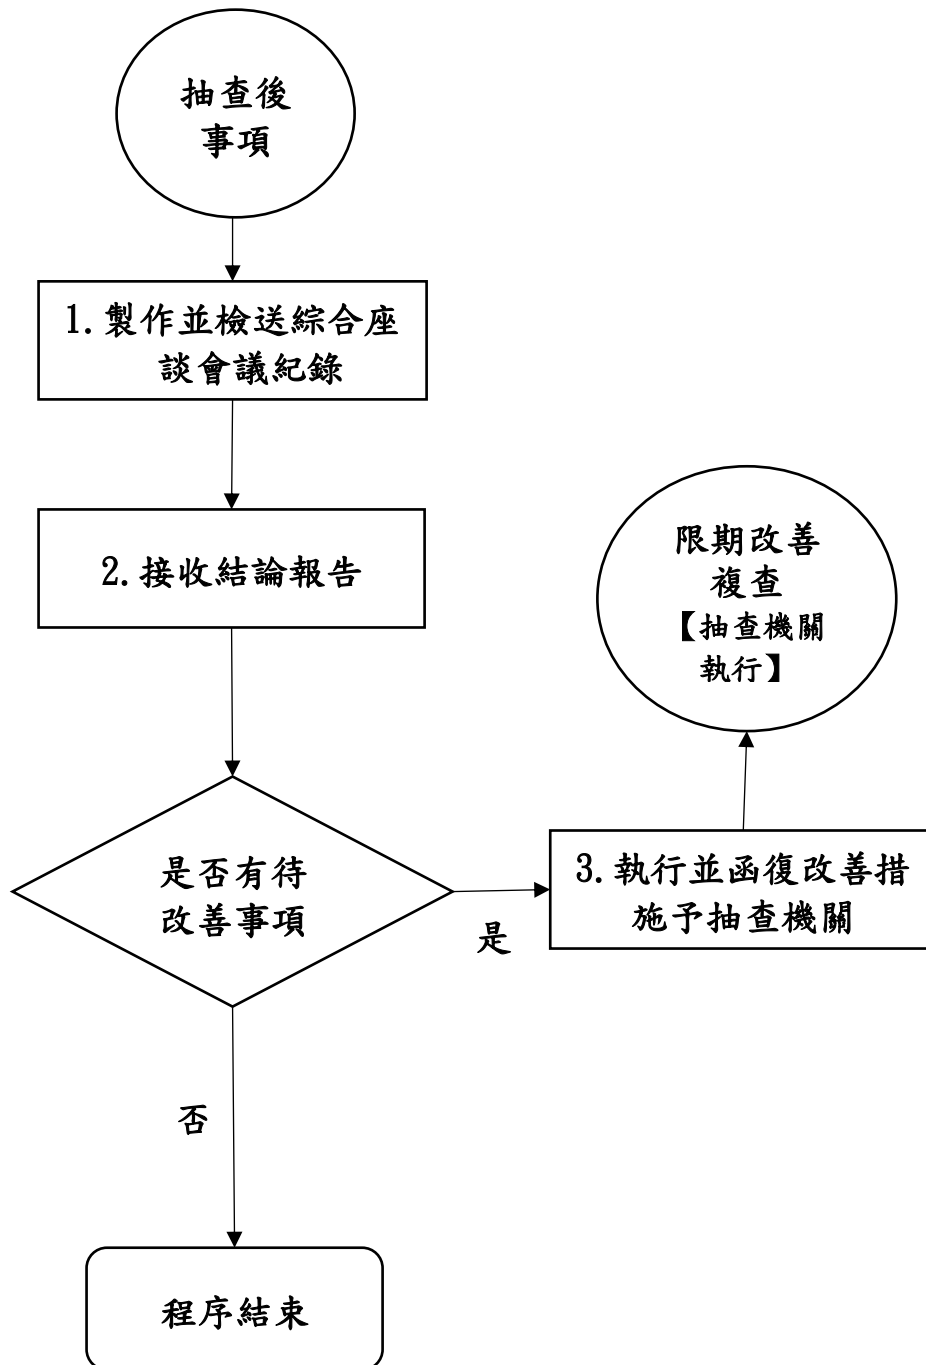 抽查後
事項
1.製作並檢送綜合座
談會議紀錄
2.接收結論報告
限期改善
複查
【抽查機關
執行】
是否有待
改善事項
是
3.執行並函復改善措
施予抽查機關
否
程序結束